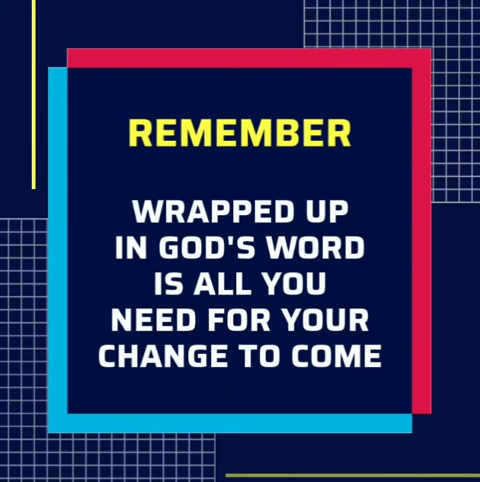 REMEMBER
WRAPPED UP
IN GOD'S WORD
IS ALL YOU
NEED FOR YOUR
CHANGE TO COME